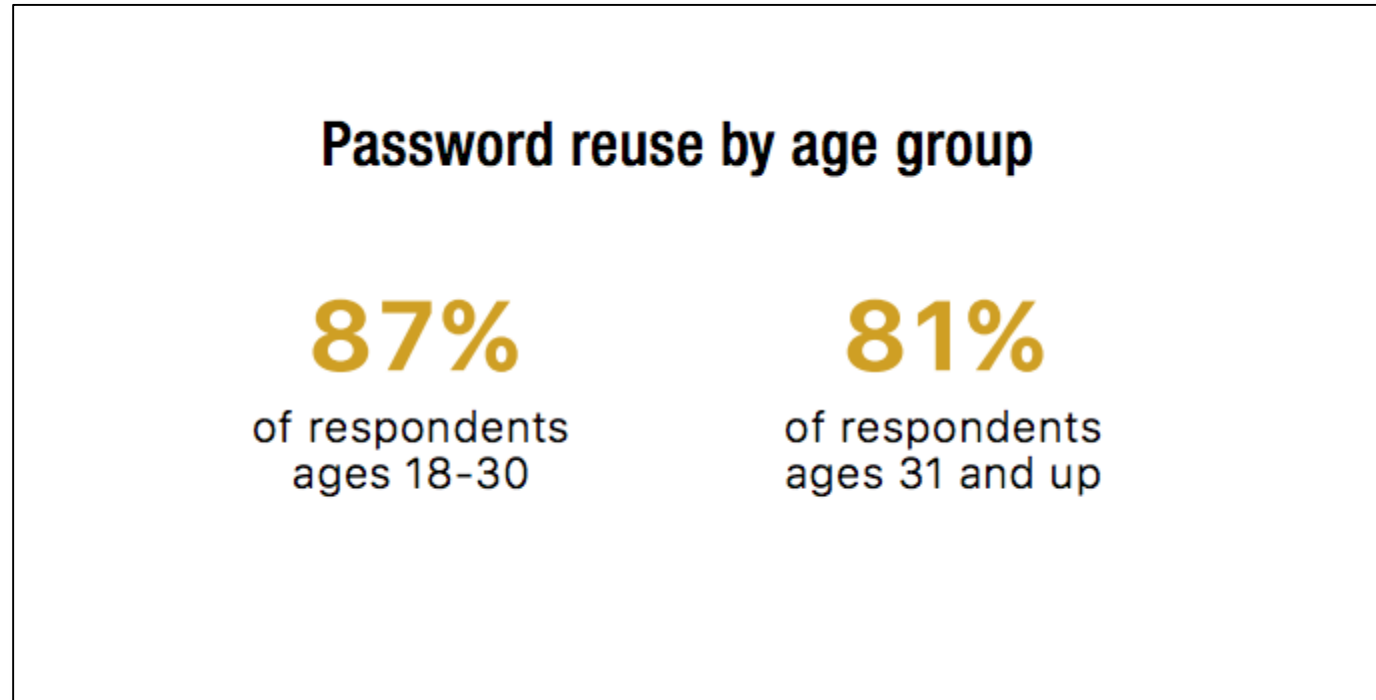 Password reuse by age group
87%
of respondents
ages 18-30
81%
of respondents
ages 31 and up